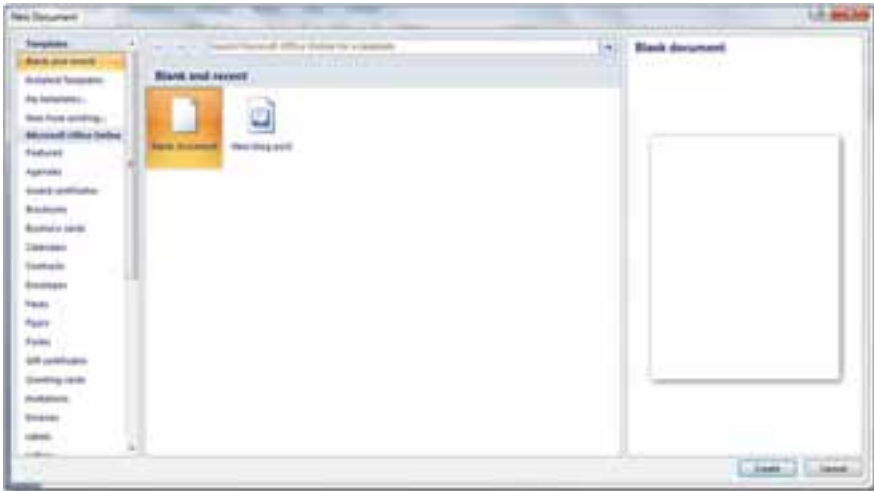 New Document
Templates
Blank and recent
Installed Templates
My templates...
New from existing...
Microsoft Office Online
Featured
Agendas
Award certificates
Brochures
Business cards
Calendars
Contracts
Envelopes
Faxes
Flyers
Forms
Gift certificates
Greeting cards
Invitations
Invoices
Labels
Search Microsoft Office Online for a template
Blank and recent
Blank document
New blog post
Blank document
Create
Cancel